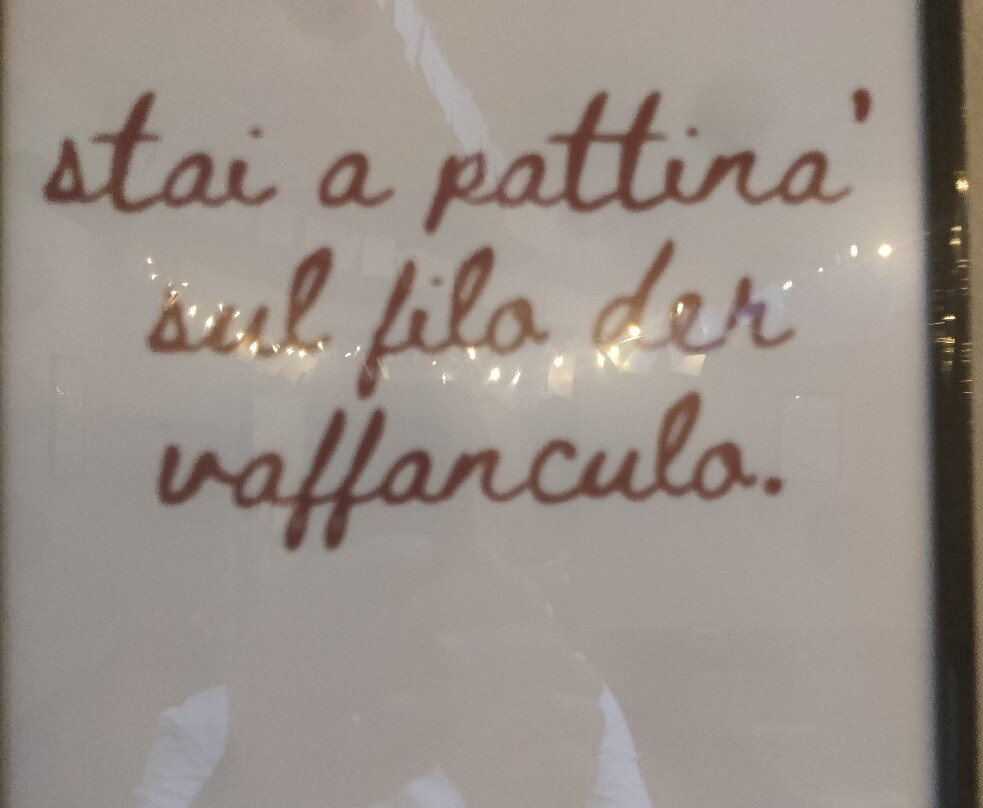 stai a pattina'
sul filo der
vaffanculo.